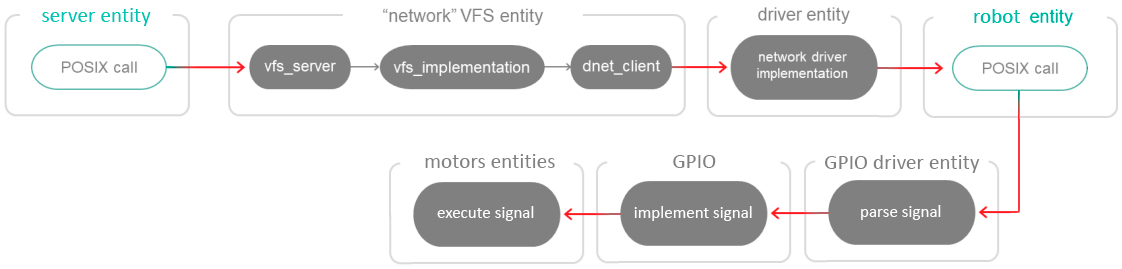 server entity
“network” VFS entity
driver entity
robot entity
POSIX call
vfs_server
vfs_implementation
dnet_client
network driver
implementation
POSIX call
motors entities
GPIO
GPIO driver entity
execute signal
implement signal
parse signal